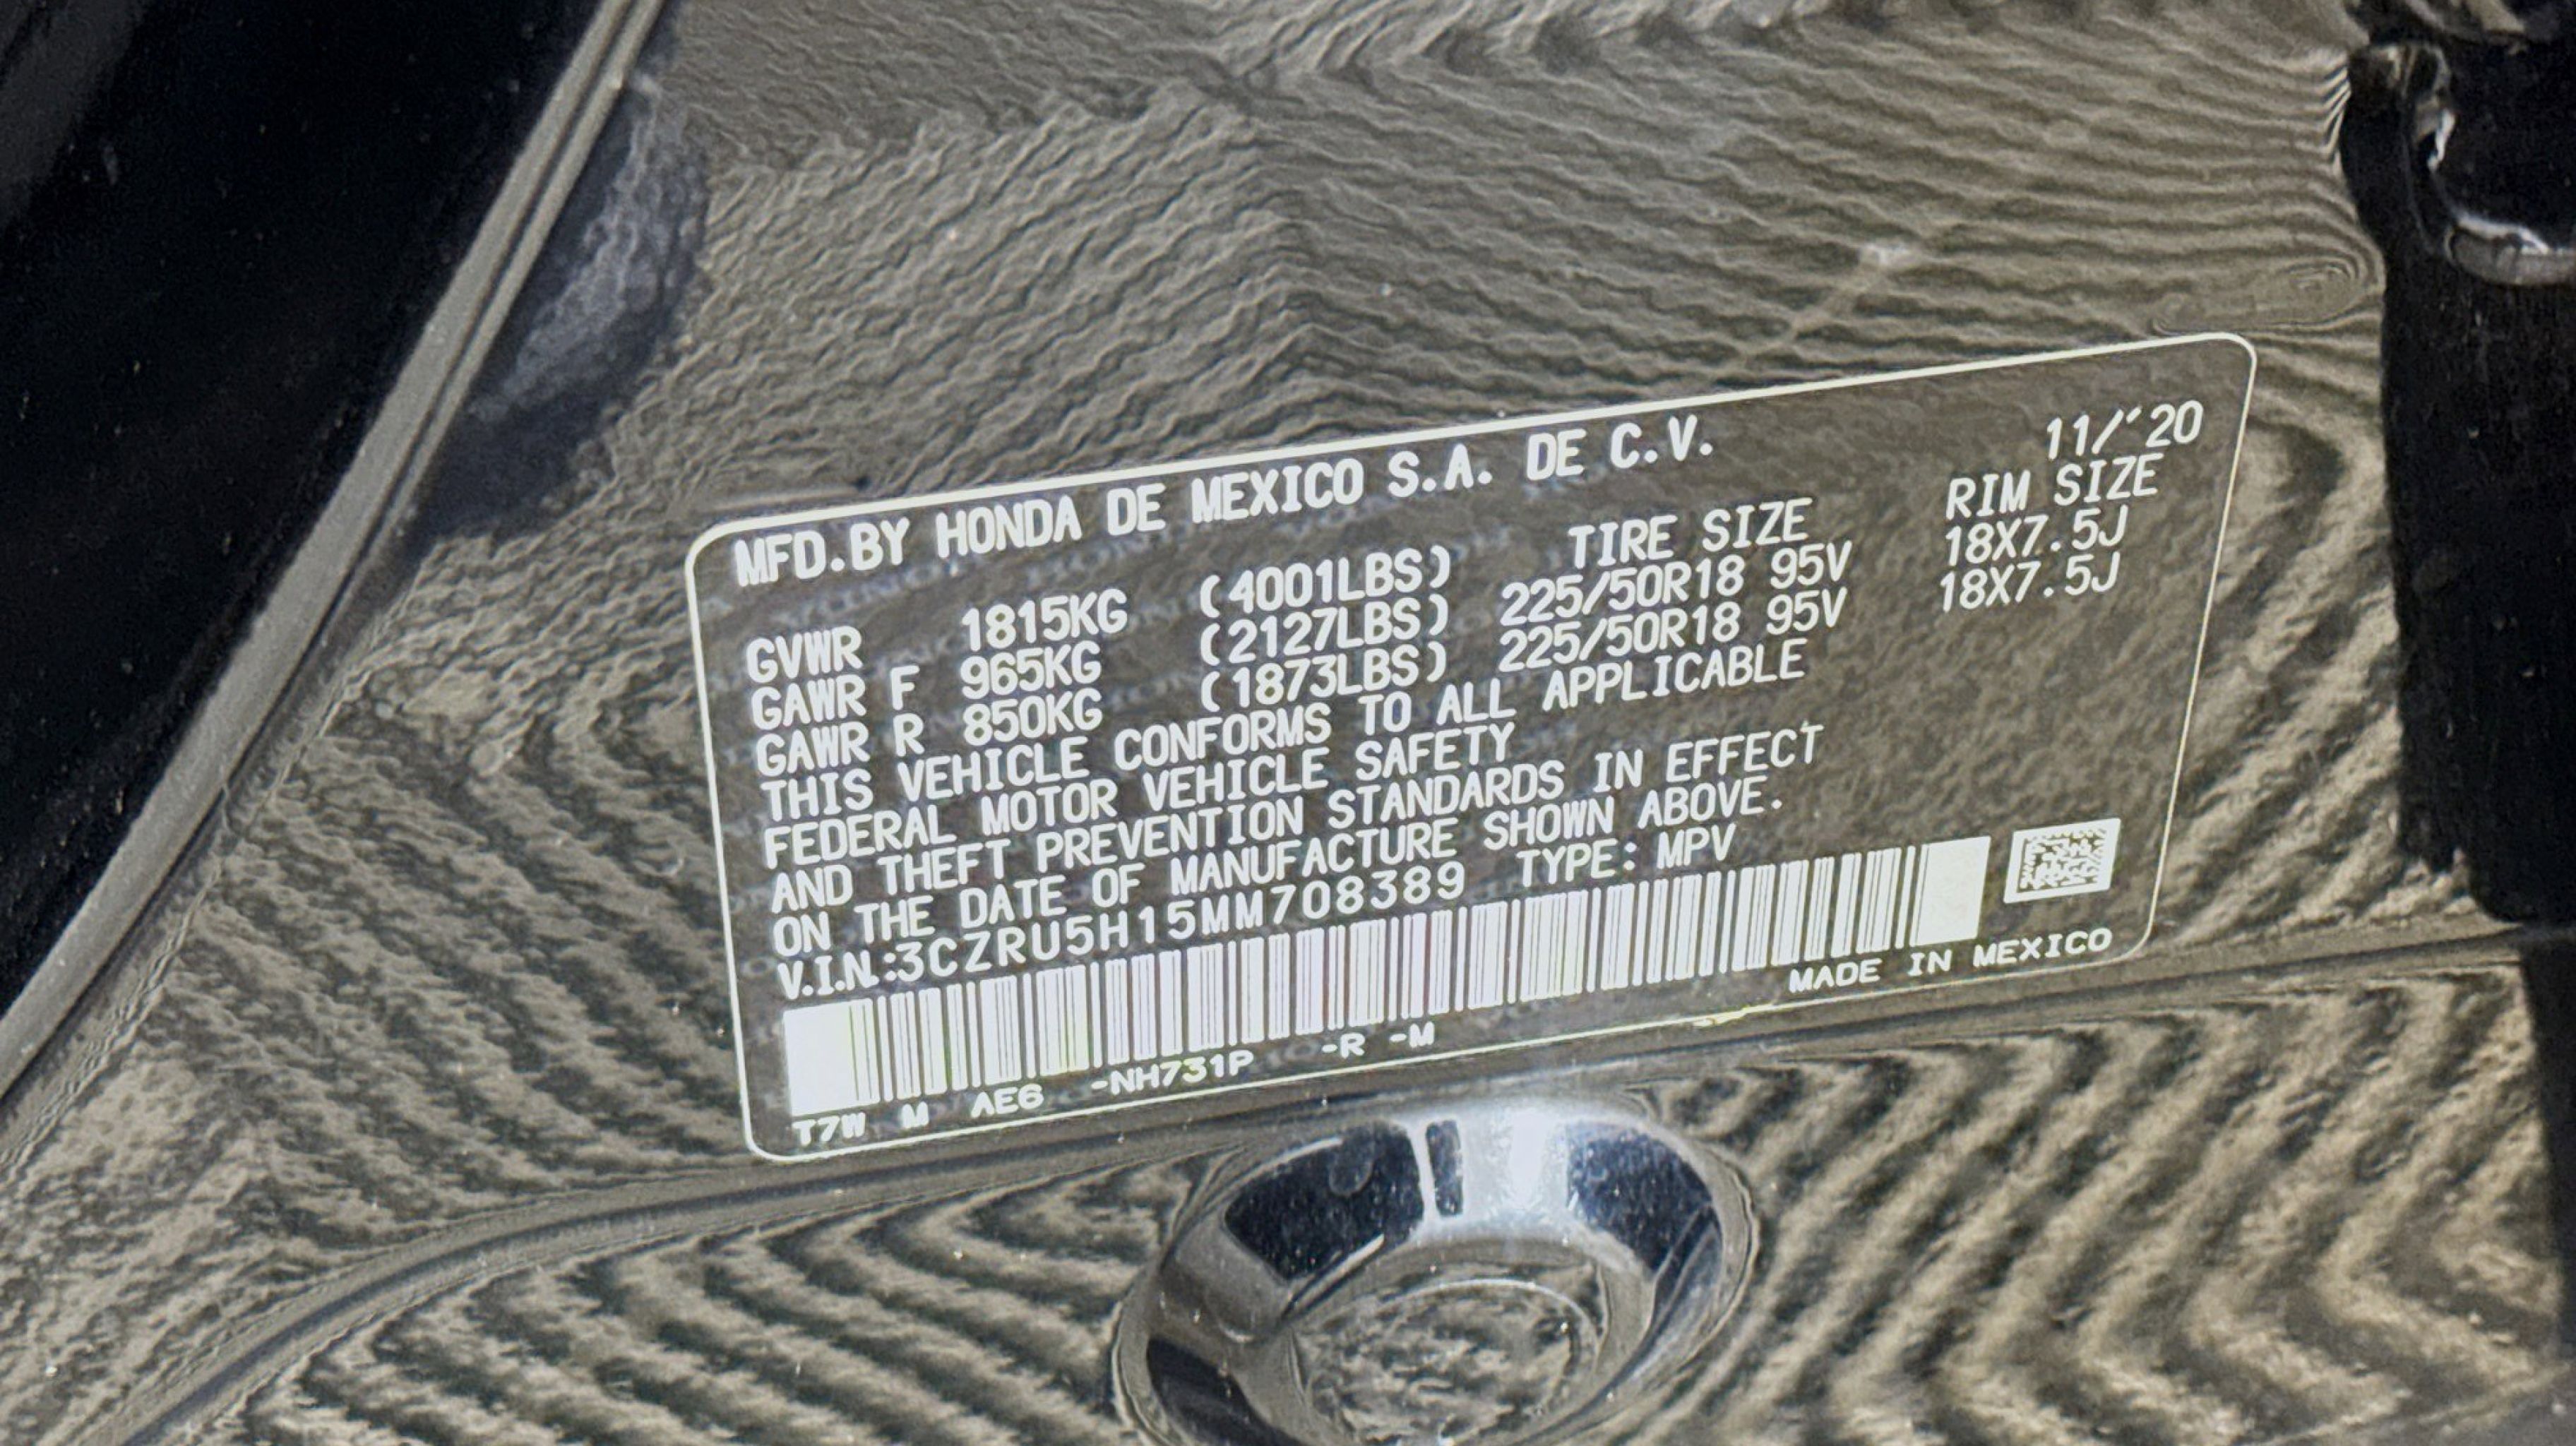 MFD.BY HONDA DE MEXICO S.A. DE C.V. 11/'20
TIRE SIZE RIM SIZE
GVWR 1815KG (4001LBS)
GAWR F 965KG (2127LBS) 225/50R18 95V 18X7.5J
GAWR R 850KG (1873LBS) 225/50R18 95V 18X7.5J
THIS VEHICLE CONFORMS TO ALL APPLICABLE
FEDERAL MOTOR VEHICLE SAFETY
AND THEFT PREVENTION STANDARDS IN EFFECT
ON THE DATE OF MANUFACTURE SHOWN ABOVE.
V.I.N.:3CZRU5H15MM708389 TYPE: MPV
MADE IN MEXICO
T7W M AE6 -NH731P -R -M